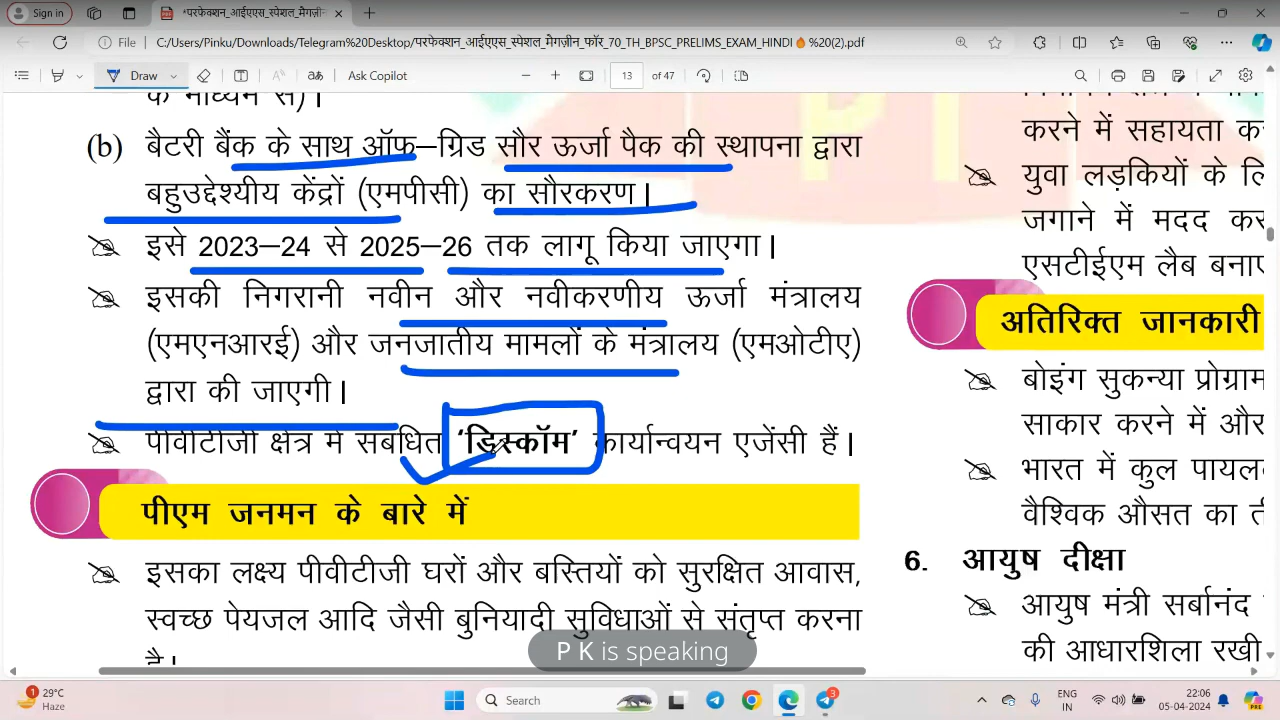 Sign in
*परफेक्शन_आईएएस_स्पेशल_मैगज़ीन
File
C:/Users/Pinku/Downloads/Telegram%20Desktop/परफेक्शन_आईएएस_स्पेशल_मैगज़ीन_फॉर_70_TH_BPSC_PRELIMS_EXAM_HINDI🔥%20(2).pdf
Draw
Ask Copilot
13 of 47
के माध्यम से)।
(b) बैटरी बैंक के साथ ऑफ–ग्रिड सौर ऊर्जा पैक की स्थापना द्वारा
बहुउद्देश्यीय केंद्रों (एमपीसी) का सौरकरण।
इसे 2023–24 से 2025–26 तक लागू किया जाएगा।
इसकी निगरानी नवीन और नवीकरणीय ऊर्जा मंत्रालय
(एमएनआरई) और जनजातीय मामलों के मंत्रालय (एमओटीए)
द्वारा की जाएगी।
पीवीटीजी क्षेत्र में संबंधित ‘डिस्कॉम’ कार्यान्वयन एजेंसी हैं।
पीएम जनमन के बारे में
इसका लक्ष्य पीवीटीजी घरों और बस्तियों को सुरक्षित आवास,
स्वच्छ पेयजल आदि जैसी बुनियादी सुविधाओं से संतृप्त करना
है।
करने में सहायता क
युवा लड़कियों के लि
जगाने में मदद कर
एसटीईएम लैब बनाए
अतिरिक्त जानकारी
बोइंग सुकन्या प्रोग्राम
साकार करने में और
भारत में कुल पायल
वैश्विक औसत का ती
6. आयुष दीक्षा
आयुष मंत्री सर्बानंद
की आधारशिला रखी
P K is speaking
1
29°C
Haze
Search
3
ENG
IN
22:08
05-04-2024